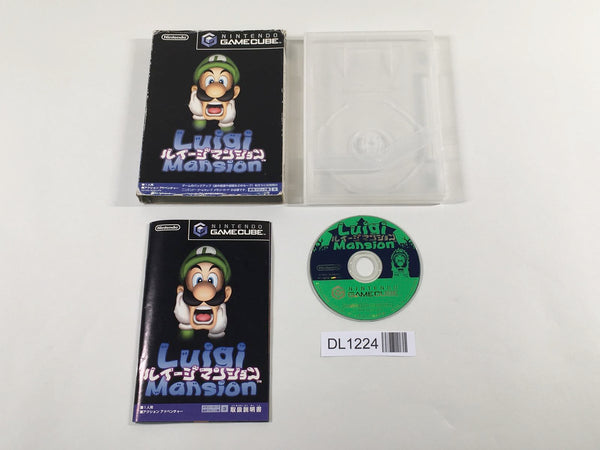 Nintendo
NINTENDO
GAMECUBE
Luigi
ルイージマンション
Mansion
Nintendo
NINTENDO
GAMECUBE
Luigi
ルイージマンション
Mansion
TM
取扱説明書
Luigi
ルイージマンション
Mansion
Nintendo
NINTENDO
GAMECUBE
DL1224